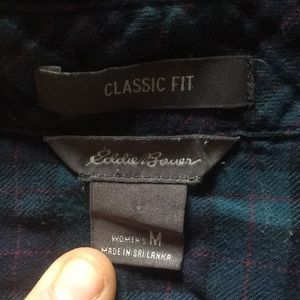 CLASSIC FIT
Eddie Bauer
WOMEN'S M
MADE IN SRI LANKA